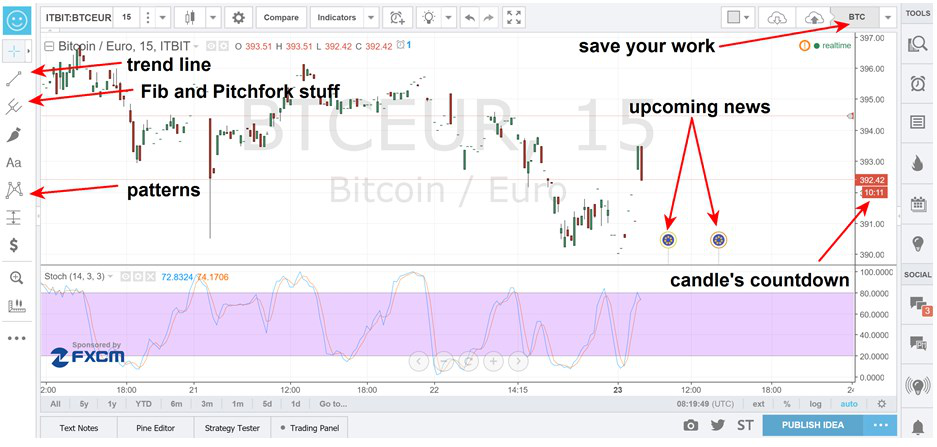 ITBIT:BTCEUR 15 Compare Indicators BTC TOOLS
Bitcoin / Euro, 15, ITBIT O 393.51 H 393.51 L 392.42 C 392.42 1
save your work
realtime
397.00
trend line
396.00
Fib and Pitchfork stuff
395.00
upcoming news
BTCEUR, 15
394.00
Aa
393.00
patterns
Bitcoin / Euro
392.42
10:11
391.00
$
390.00
candle's countdown
SOCIAL
Stoch (14, 3, 3) 72.8324 74.1706
100.0000
80.0000
3
60.0000
40.0000
Sponsored by
FXCM
20.0000
0.0000
2:00 18:00 21 12:00 18:00 22 14:15 23 12:00 18:00 24
All 5y 1y YTD 6m 3m 1m 5d 1d Go to... 08:19:49 (UTC) ext % log auto
Text Notes Pine Editor Strategy Tester Trading Panel ST PUBLISH IDEA